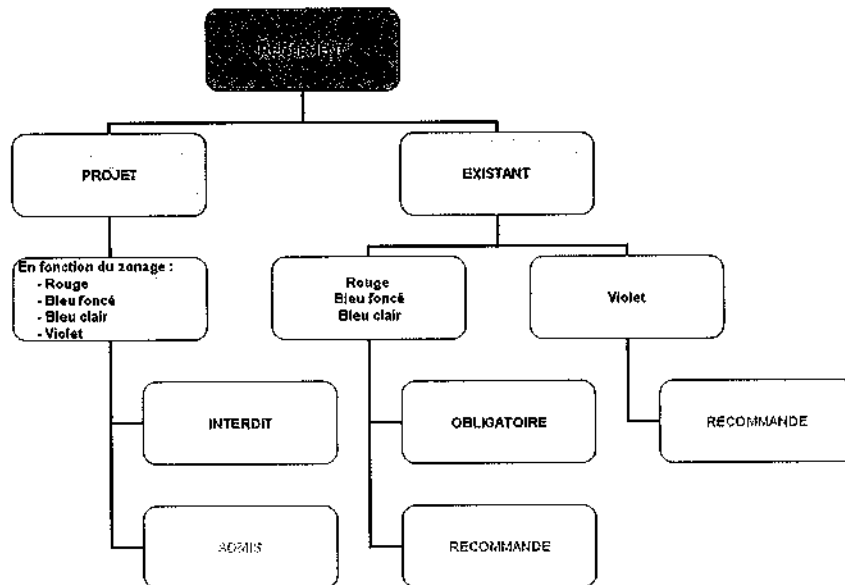 PROJET
EXISTANT
En fonction du zonage :
- Rouge
- Bleu foncé
- Bleu clair
- Violet
Rouge
Bleu foncé
Bleu clair
Violet
INTERDIT
OBLIGATOIRE
RECOMMANDE
ADMIS
RECOMMANDE